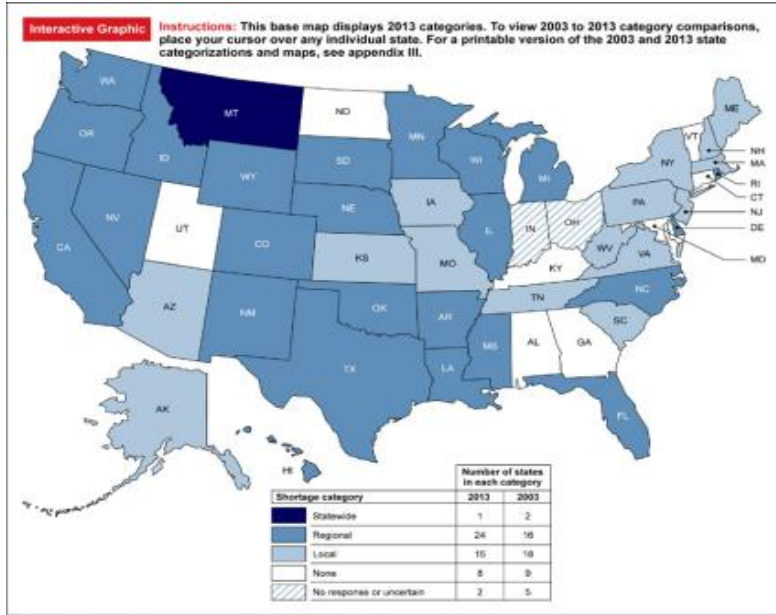 Interactive Graphic
Instructions: This base map displays 2013 categories. To view 2003 to 2013 category comparisons,
place your cursor over any individual state. For a printable version of the 2003 and 2013 state
categorizations and maps, see appendix III.
WA
MT
ND
MN
ME
VT
OR
ID
SD
WI
MI
NY
NH
MA
WY
RI
CT
NV
NE
IA
PA
NJ
UT
IL
IN
OH
DE
CA
CO
KS
MO
WV
VA
MD
KY
AZ
NM
OK
AR
TN
NC
SC
TX
LA
MS
AL
GA
AK
HI
FL
Number of states
in each category
Shortage category 2013 2003
Statewide 1 2
Regional 24 16
Local 15 18
None 8 9
No response or uncertain 2 5